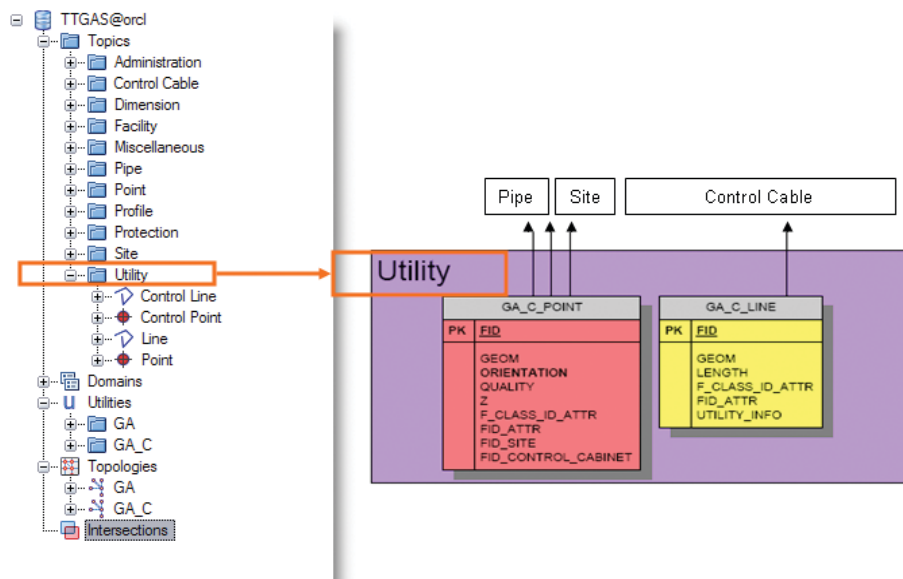 TTGAS@orcl
Topics
Administration
Control Cable
Dimension
Facility
Miscellaneous
Pipe
Point
Profile
Protection
Site
Utility
Control Line
Control Point
Line
Point
Domains
Utilities
GA
GA_C
Topologies
GA
GA_C
Intersections
Pipe
Site
Control Cable
Utility
GA_C_POINT
PK FID
GEOM
ORIENTATION
QUALITY
Z
F_CLASS_ID_ATTR
FID_ATTR
FID_SITE
FID_CONTROL_CABINET
GA_C_LINE
PK FID
GEOM
LENGTH
F_CLASS_ID_ATTR
FID_ATTR
UTILITY_INFO